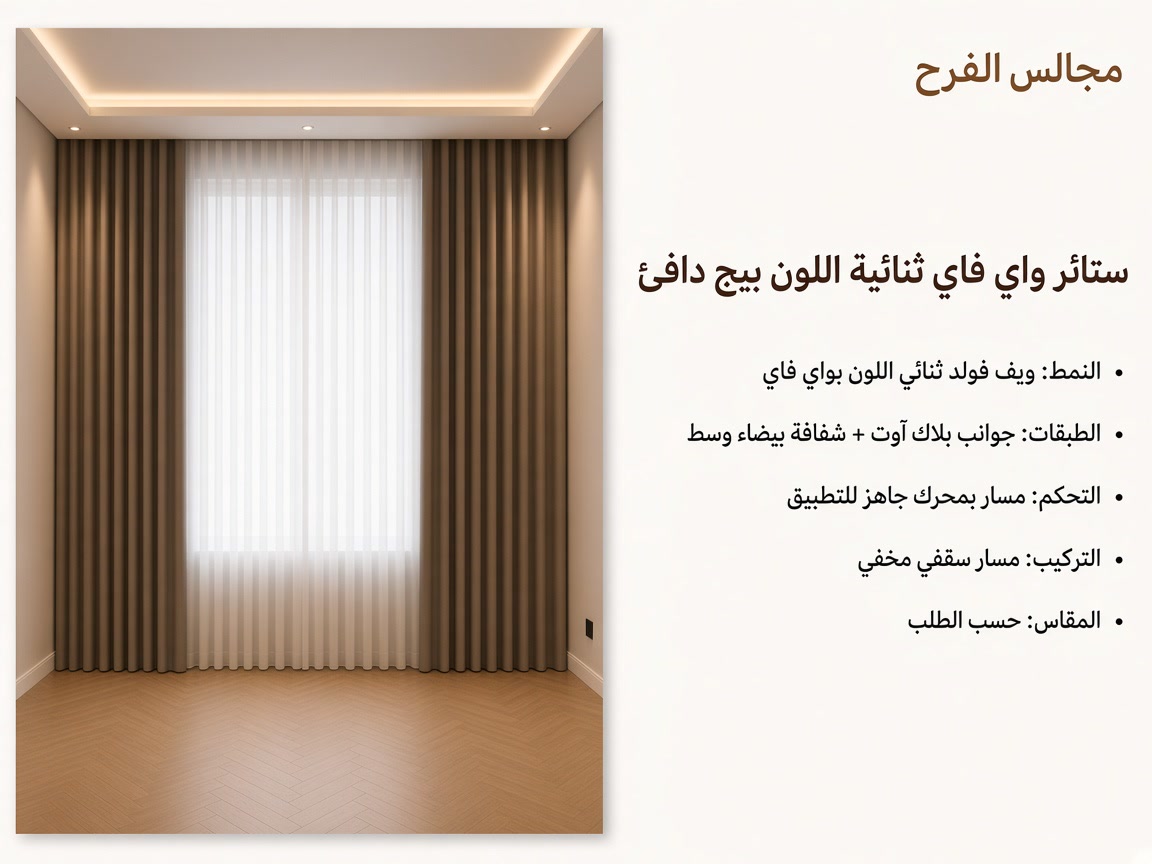 مجالس الفرح
ستائر واي فاي ثنائية اللون بيج دافئ
• النمط: ويف فولد ثنائي اللون بواي فاي
• الطبقات: جوانب بلاك آوت + شفافة بيضاء وسط
• التحكم: مسار بمحرك جاهز للتطبيق
• التركيب: مسار سقفي مخفي
• المقاس: حسب الطلب